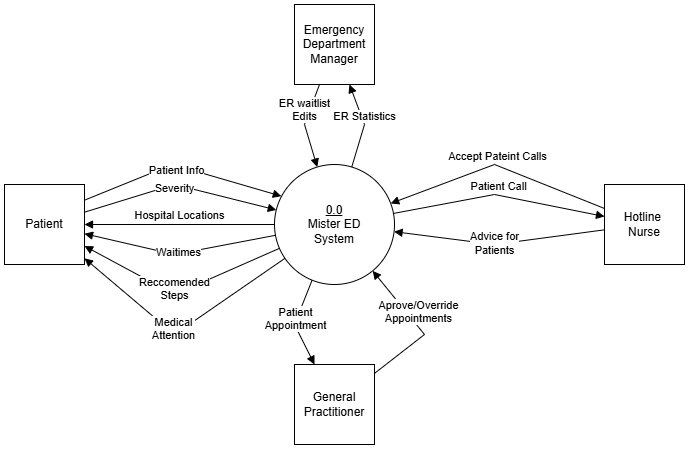 Emergency
Department
Manager
ER waitlist
Edits
ER Statistics
Patient Info
Severity
Hospital Locations
Waitimes
Reccomended
Steps
Medical
Attention
Patient
0.0
Mister ED
System
Accept Pateint Calls
Patient Call
Advice for
Patients
Hotline
Nurse
Patient
Appointment
Aprove/Override
Appointments
General
Practitioner